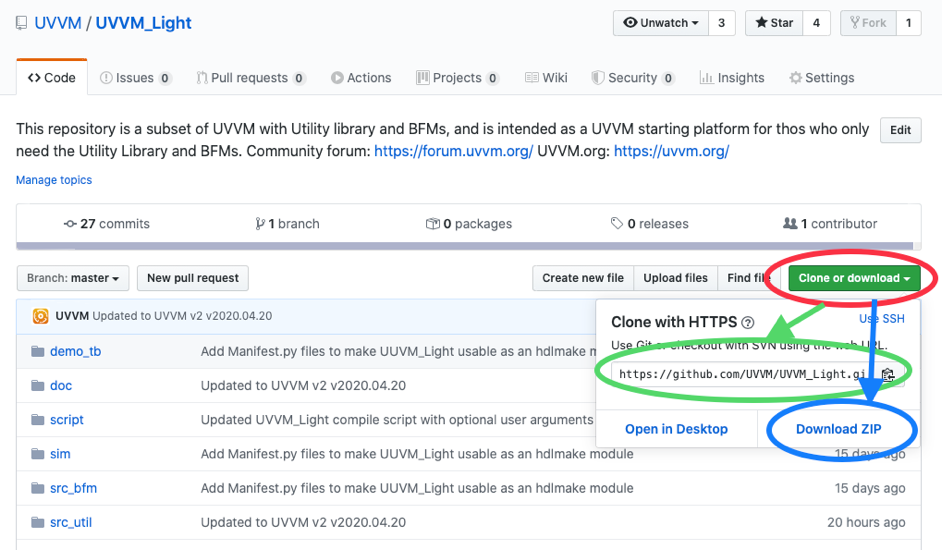 UVVM / UVVM_Light
Unwatch 3
Star 4
Fork 1
Code
Issues 0
Pull requests 0
Actions
Projects 0
Wiki
Security 0
Insights
Settings
This repository is a subset of UVVM with Utility library and BFMs, and is intended as a UVVM starting platform for thos who only
need the Utility Library and BFMs. Community forum: https://forum.uvvm.org/ UVVM.org: https://uvvm.org/
Edit
Manage topics
27 commits
1 branch
0 packages
0 releases
1 contributor
Branch: master
New pull request
Create new file
Upload files
Find file
Clone or download
UVVM Updated to UVVM v2 v2020.04.20
Clone with HTTPS
Use SSH
Use Git or checkout with SVN using the web URL.
https://github.com/UVVM/UVVM_Light.gi
Open in Desktop
Download ZIP
demo_tb
Add Manifest.py files to make UUVM_Light usable as an hdlmake m
doc
Updated to UVVM v2 v2020.04.20
script
Updated UVVM_Light compile script with optional user arguments
sim
Add Manifest.py files to make UUVM_Light usable as an hdlmake module
15 days ago
src_bfm
Add Manifest.py files to make UUVM_Light usable as an hdlmake module
15 days ago
src_util
Updated to UVVM v2 v2020.04.20
20 hours ago